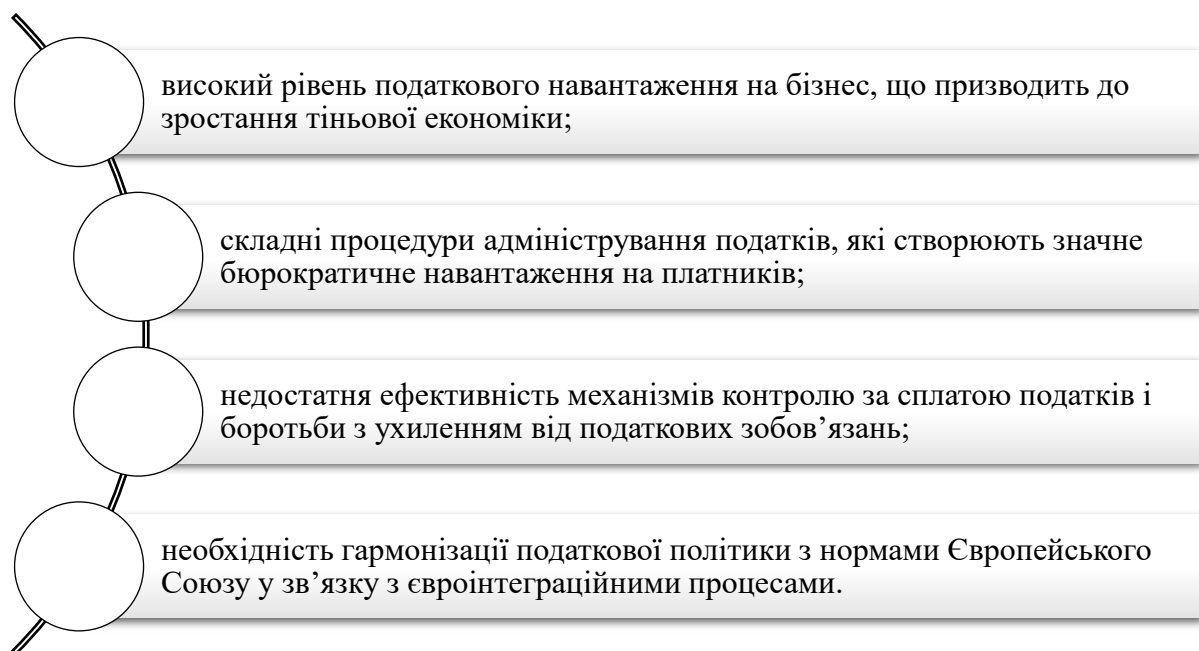 високий рівень податкового навантаження на бізнес, що призводить до
зростання тіньової економіки;
складні процедури адміністрування податків, які створюють значне
бюрократичне навантаження на платників;
недостатня ефективність механізмів контролю за сплатою податків і
боротьби з ухиленням від податкових зобов’язань;
необхідність гармонізації податкової політики з нормами Європейського
Союзу у зв’язку з євроінтеграційними процесами.